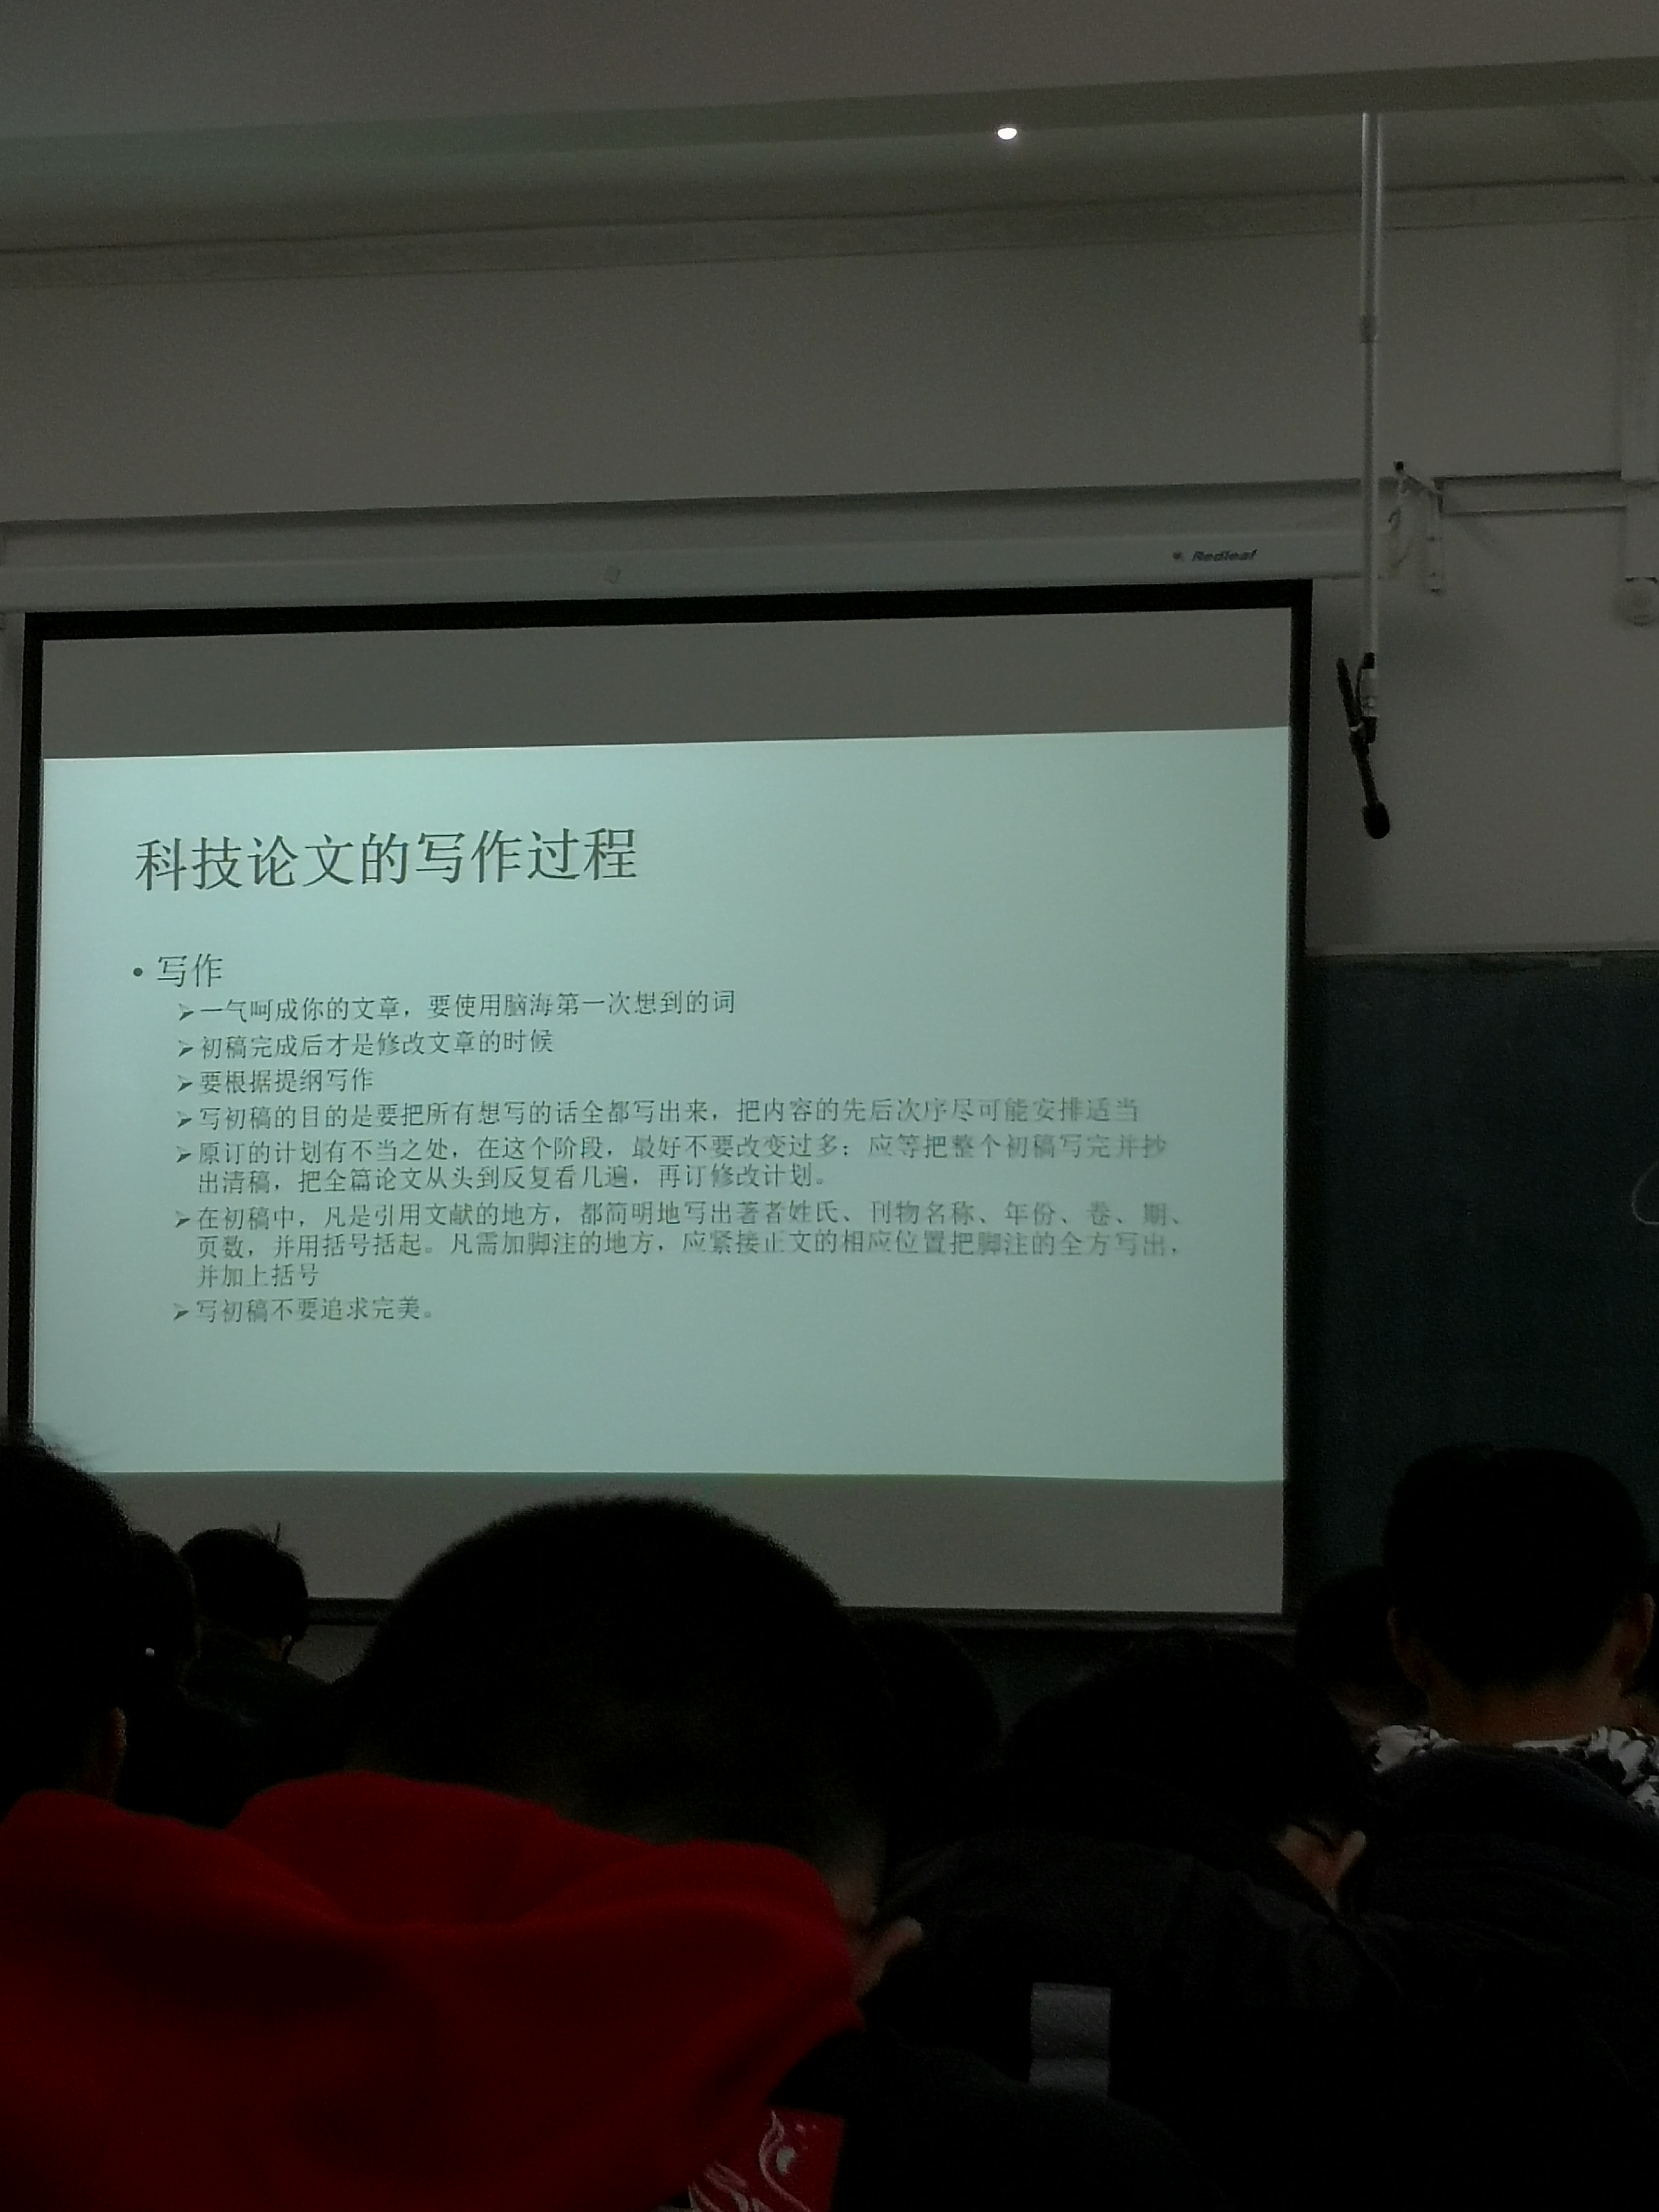 Redleaf
科技论文的写作过程
• 写作
➢一气呵成你的文章，要使用脑海第一次想到的词
➢初稿完成后才是修改文章的时候
➢要根据提纲写作
➢写初稿的目的是要把所有想写的话全都写出来，把内容的先后次序尽可能安排适当
➢原订的计划有不当之处，在这个阶段，最好不要改变过多；应等把整个初稿写完并抄
出清稿，把全篇论文从头到反复看几遍，再订修改计划。
➢在初稿中，凡是引用文献的地方，都简明地写出著者姓氏、刊物名称、年份、卷、期、
页数，并用括号括起。凡需加脚注的地方，应紧接正文的相应位置把脚注的全方写出，
并加上括号
➢写初稿不要追求完美。